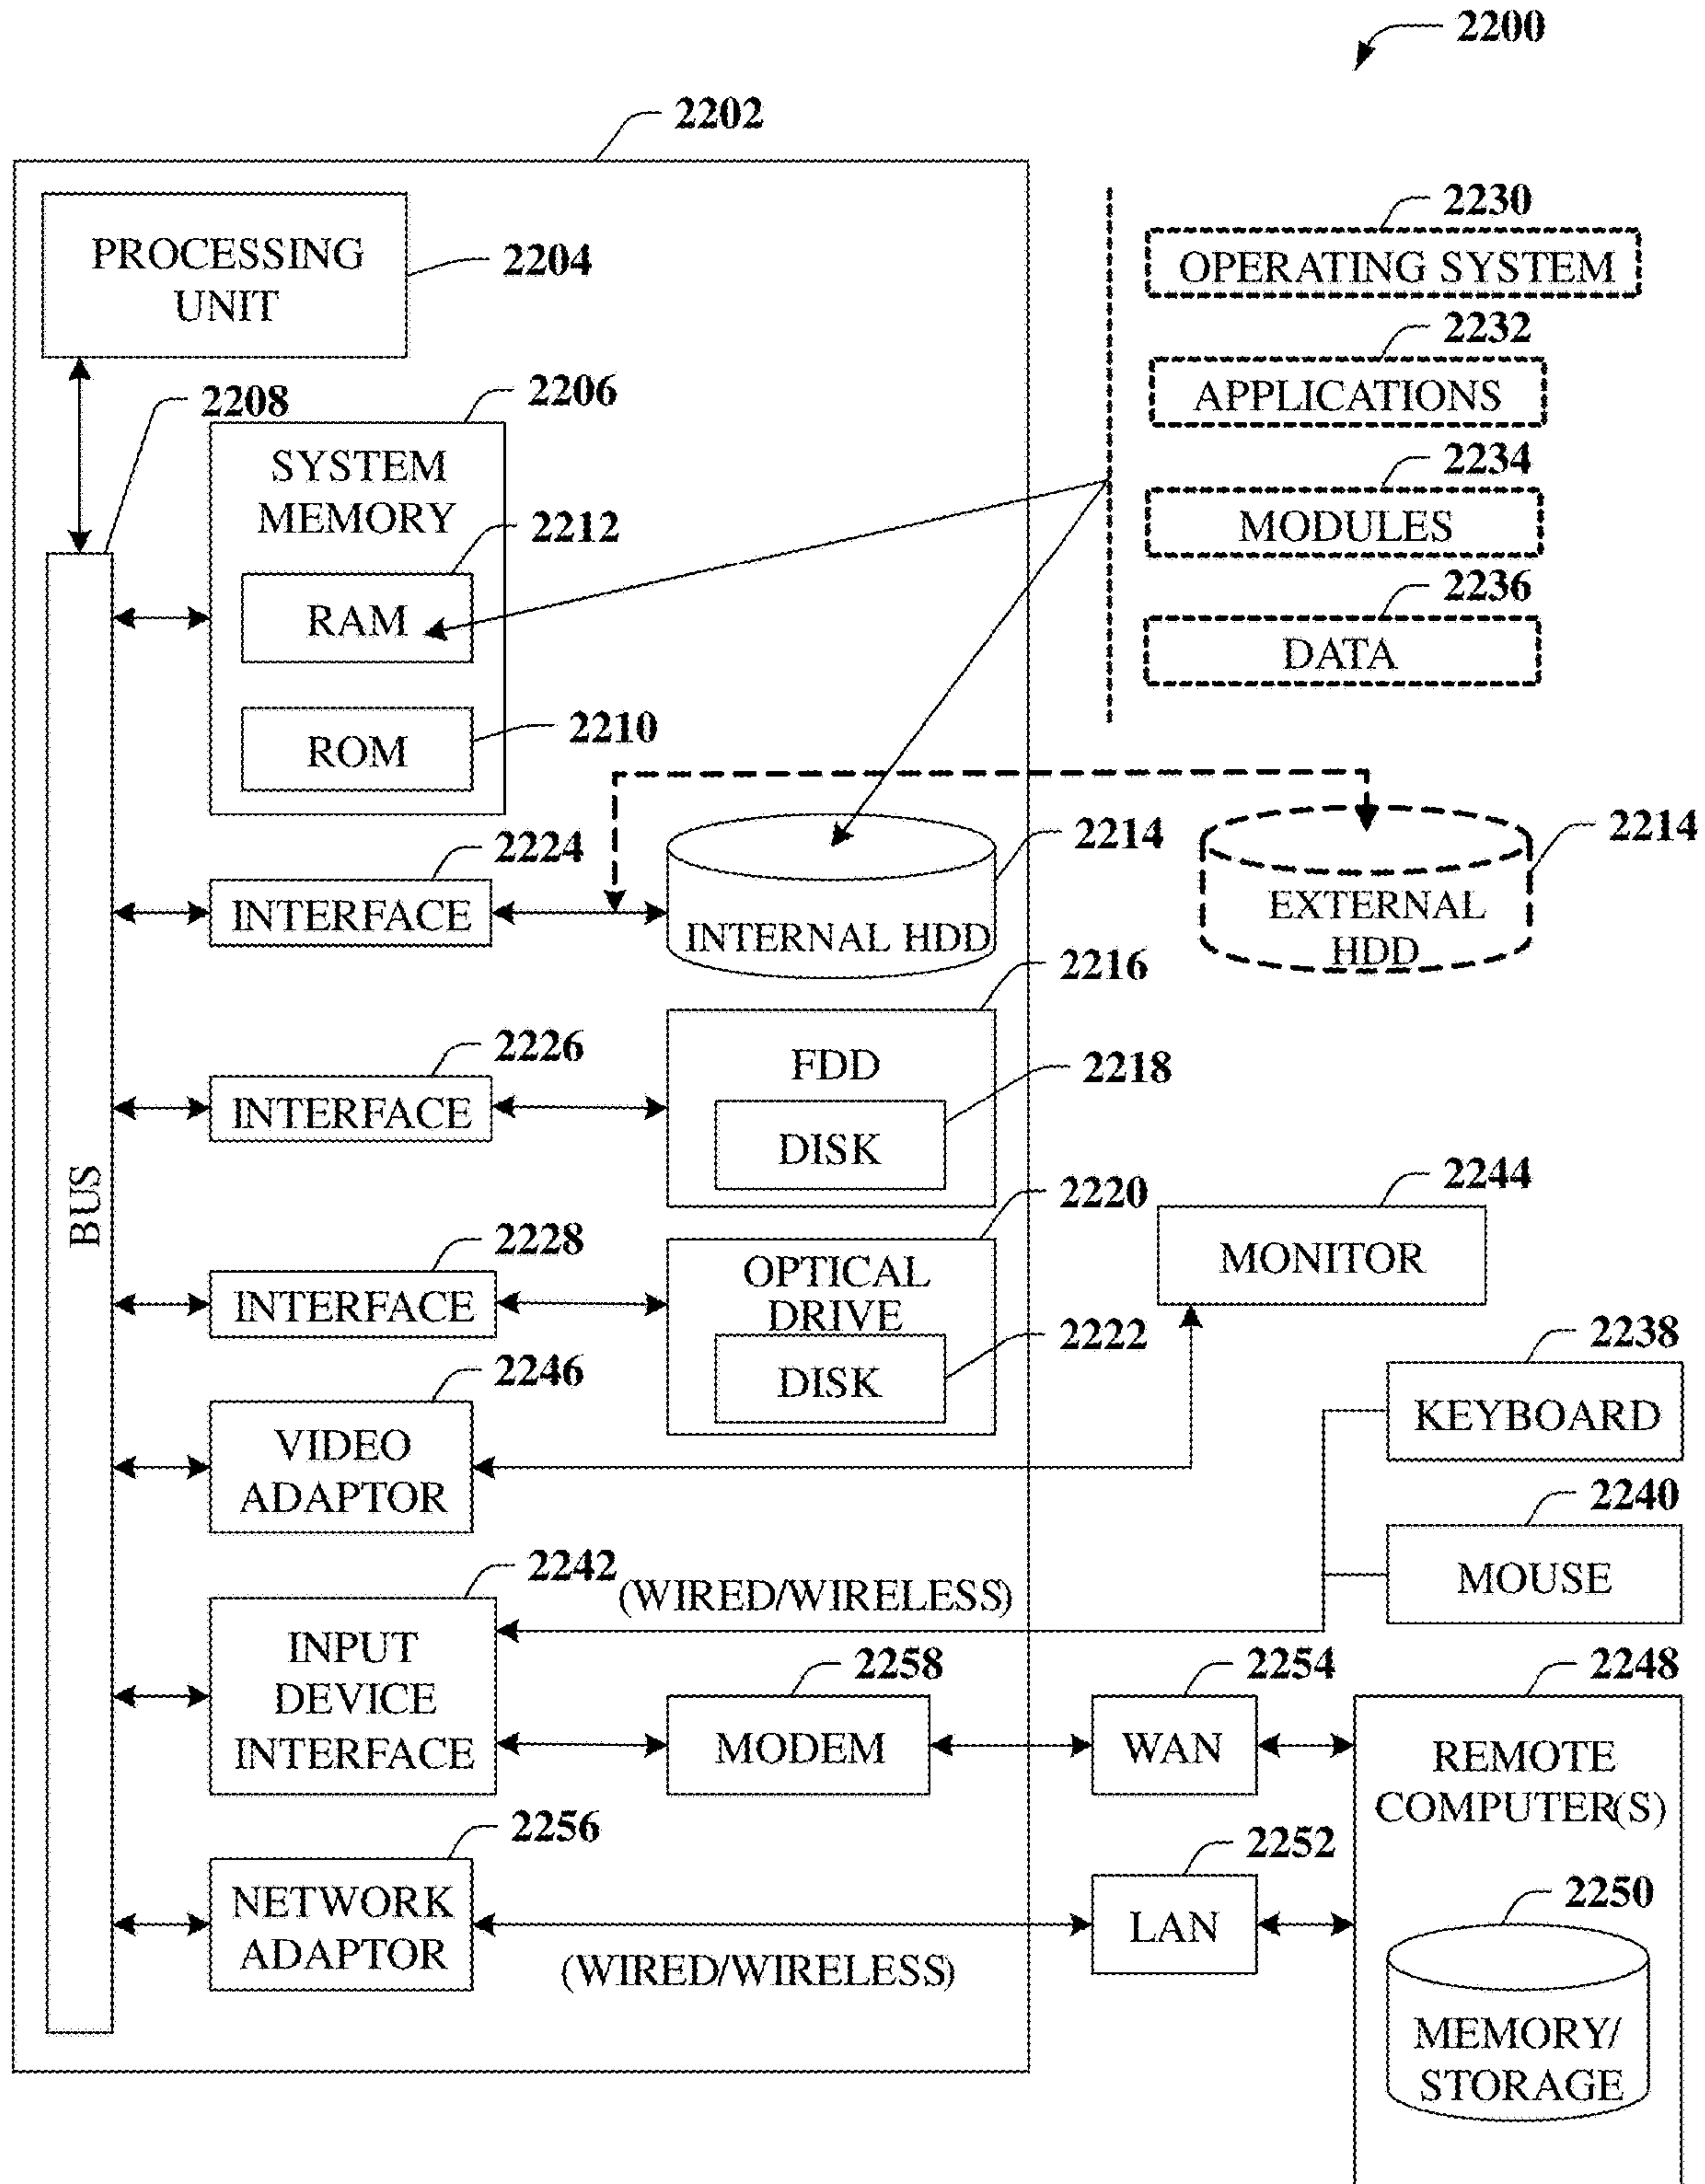 2200
2202
PROCESSING
UNIT
2204
2230
OPERATING SYSTEM
2232
APPLICATIONS
2234
MODULES
2236
DATA
2208
2206
SYSTEM
MEMORY
2212
RAM
2210
ROM
2224
INTERFACE
2214
INTERNAL HDD
2214
EXTERNAL
HDD
2216
FDD
2226
INTERFACE
2218
DISK
BUS
2220
OPTICAL
DRIVE
2228
INTERFACE
2222
DISK
2244
MONITOR
2246
VIDEO
ADAPTOR
2238
KEYBOARD
2240
MOUSE
2242
(WIRED/WIRELESS)
INPUT
DEVICE
INTERFACE
2258
MODEM
2254
WAN
2248
REMOTE
COMPUTER(S)
2256
NETWORK
ADAPTOR
(WIRED/WIRELESS)
2252
LAN
2250
MEMORY/
STORAGE